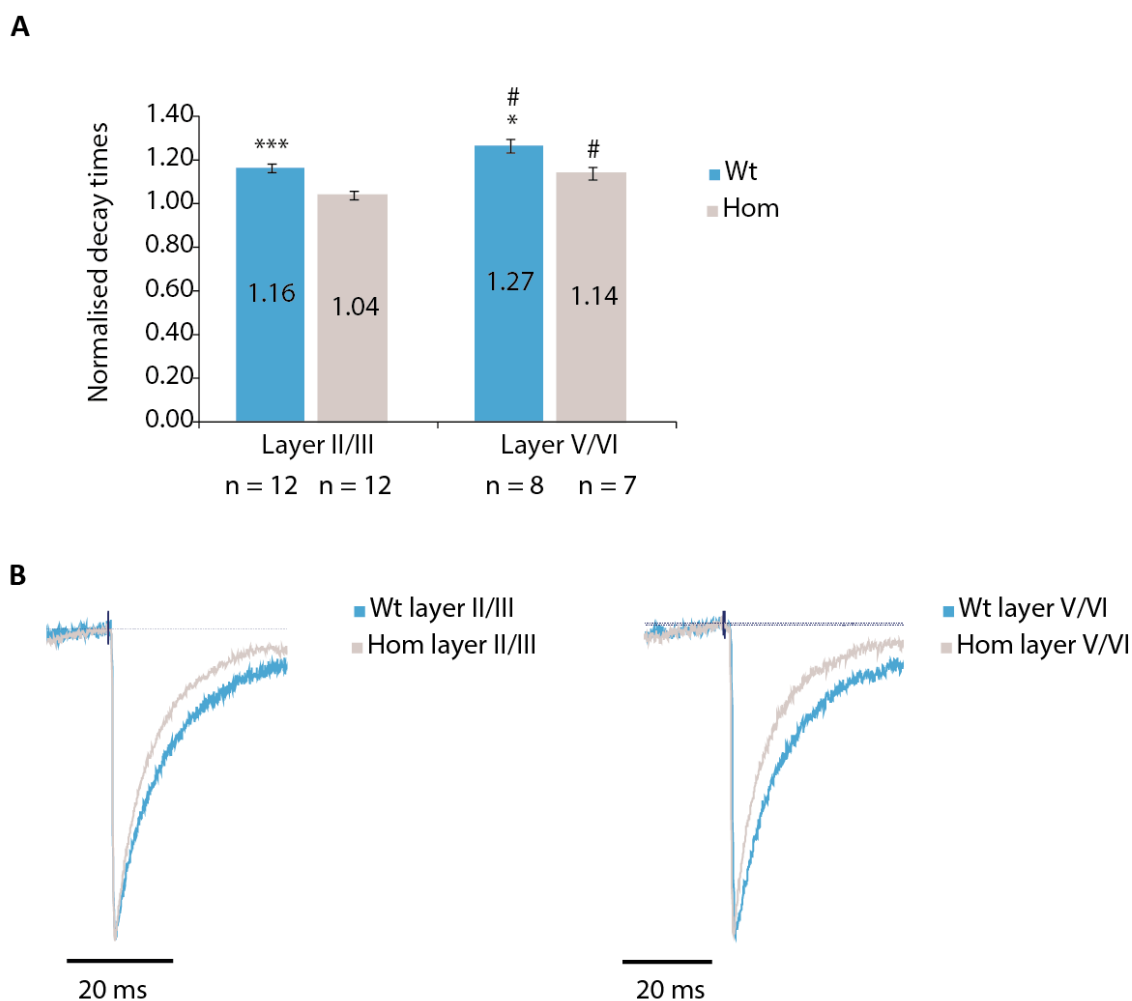 A
Normalised decay times
1.40
1.20
1.00
0.80
0.60
0.40
0.20
0.00
***
#
*
#
1.16
1.04
1.27
1.14
Wt
Hom
Layer II/III
Layer V/VI
n = 12
n = 12
n = 8
n = 7
B
Wt layer II/III
Hom layer II/III
20 ms
Wt layer V/VI
Hom layer V/VI
20 ms